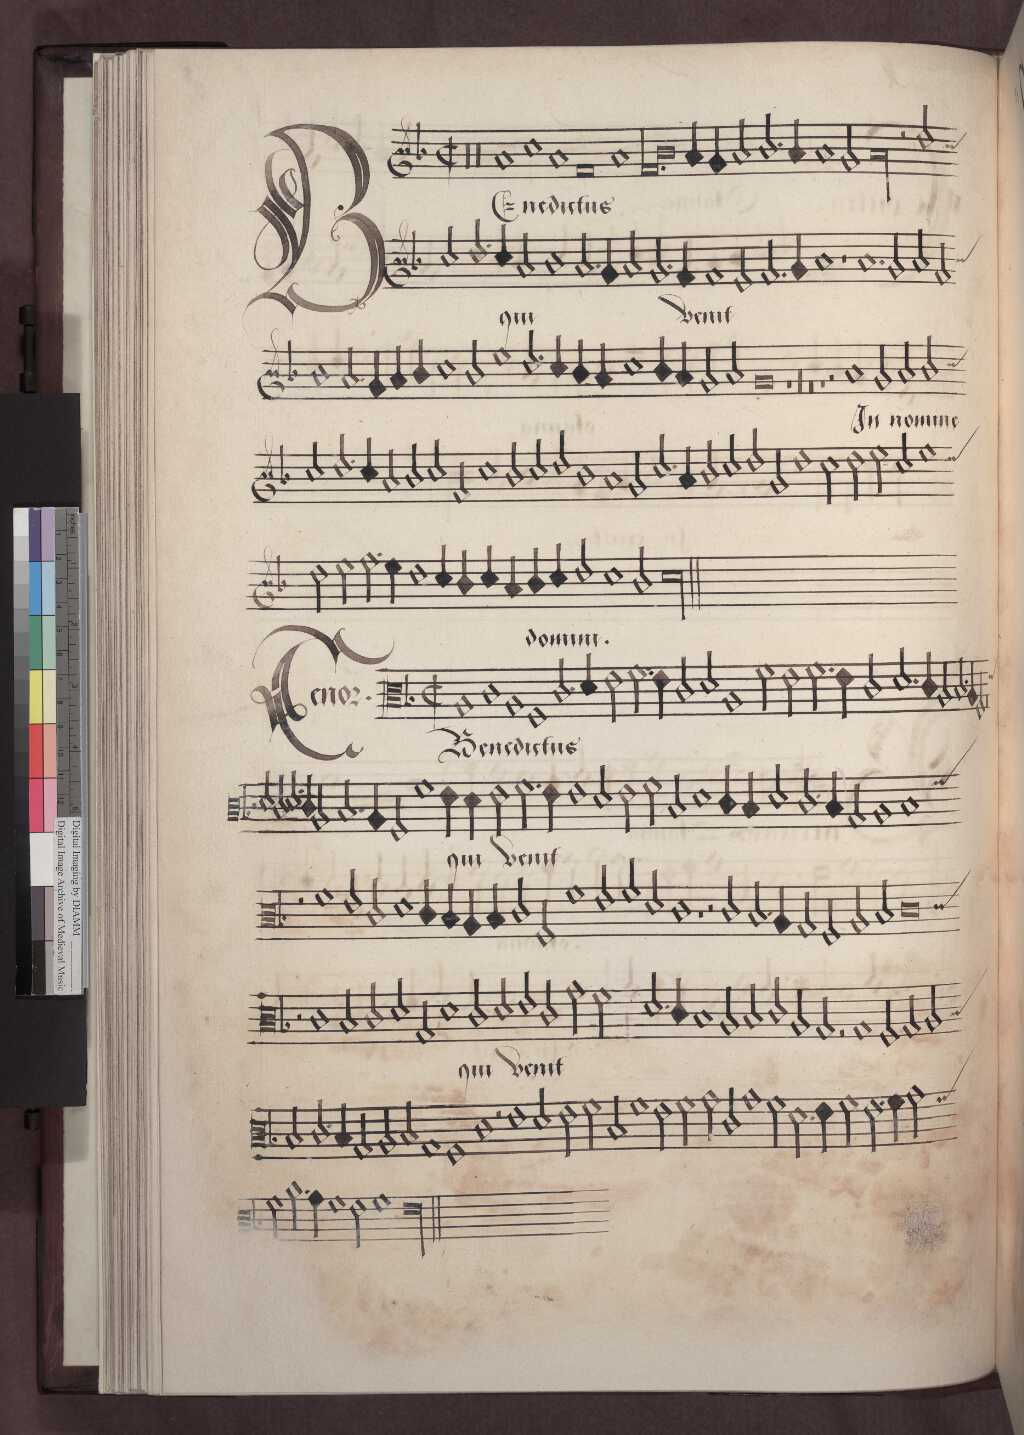 BEnedictus
qui venit
In nomine
domini.
Tenor.
Benedictus
qui venit
qui venit
Digital Imaging by DIAMM
Digital Image Archive of Medieval Music